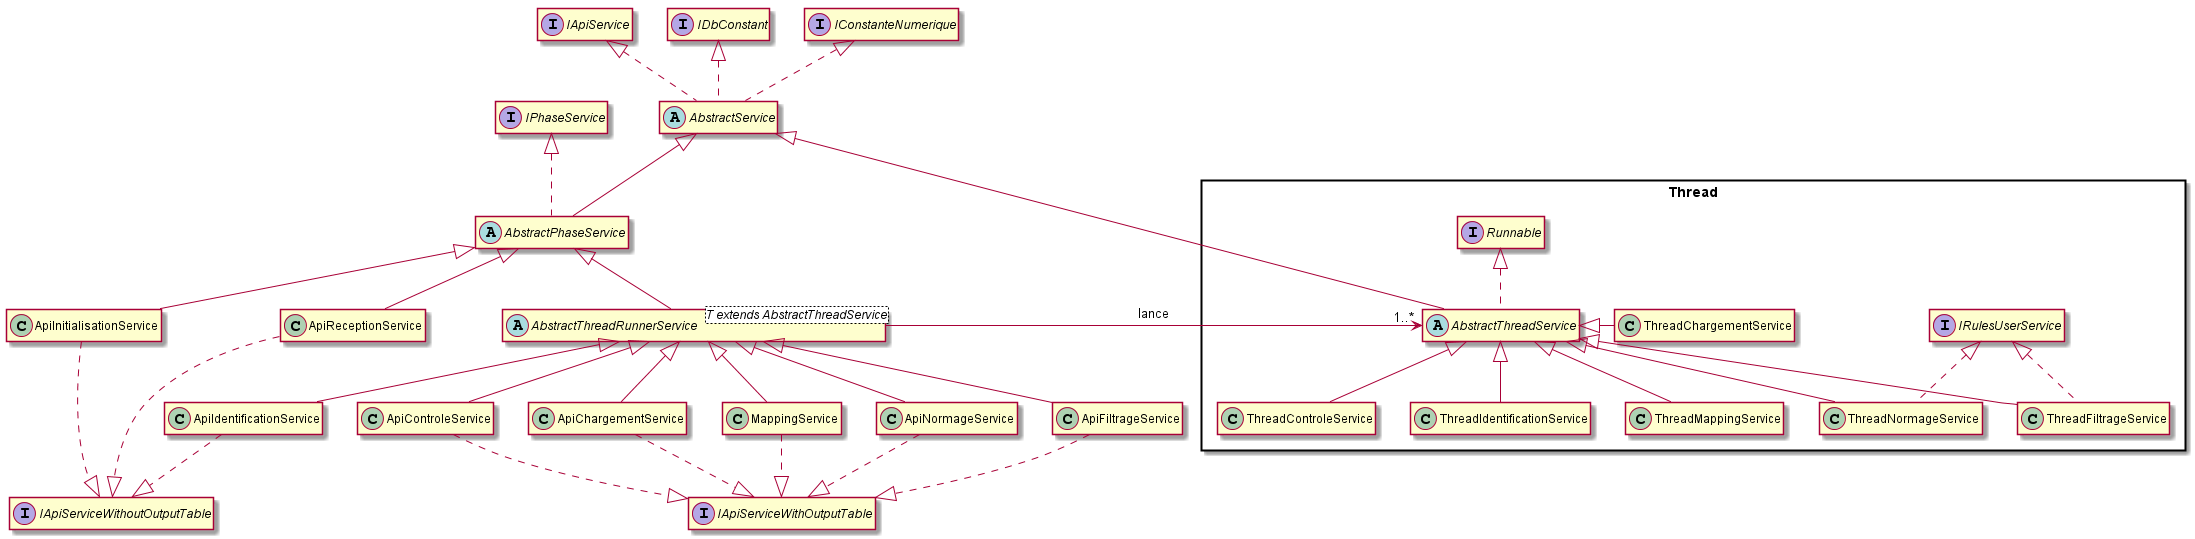 I IApiService
I IDbConstant
I IConstanteNumerique
I IPhaseService
A AbstractService
Thread
A AbstractPhaseService
I Runnable
C ApiInitialisationService
C ApiReceptionService
A AbstractThreadRunnerService
T extends AbstractThreadService
lance
1..*
A AbstractThreadService
C ThreadChargementService
I IRulesUserService
C ApiIdentificationService
C ApiControleService
C ApiChargementService
C MappingService
C ApiNormageService
C ApiFiltrageService
C ThreadControleService
C ThreadIdentificationService
C ThreadMappingService
C ThreadNormageService
C ThreadFiltrageService
I IApiServiceWithoutOutputTable
I IApiServiceWithOutputTable